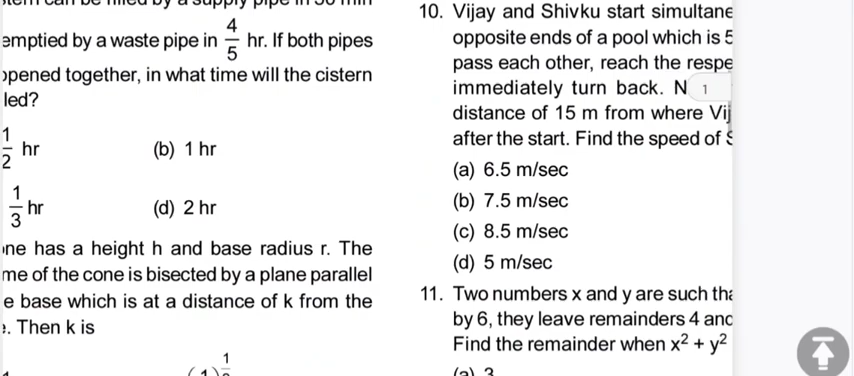 emptied by a waste pipe in 4/5 hr. If both pipes
opened together, in what time will the cistern
led?
1/2 hr
(b) 1 hr
1/3 hr
(d) 2 hr
has a height h and base radius r. The
me of the cone is bisected by a plane parallel
e base which is at a distance of k from the
. Then k is
10. Vijay and Shivku start simultane
opposite ends of a pool which is 5
pass each other, reach the respe
immediately turn back. N 1
distance of 15 m from where Vij
after the start. Find the speed of S
(a) 6.5 m/sec
(b) 7.5 m/sec
(c) 8.5 m/sec
(d) 5 m/sec
11. Two numbers x and y are such tha
by 6, they leave remainders 4 and
Find the remainder when x² + y²
(a) 3